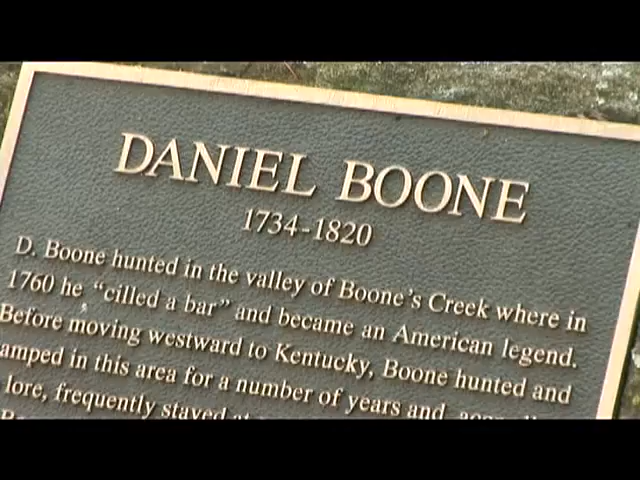 DANIEL BOONE
1734-1820
D. Boone hunted in the valley of Boone's Creek where in
1760 he "cilled a bar" and became an American legend.
Before moving westward to Kentucky, Boone hunted and
amped in this area for a number of years and
lore, frequently stayed